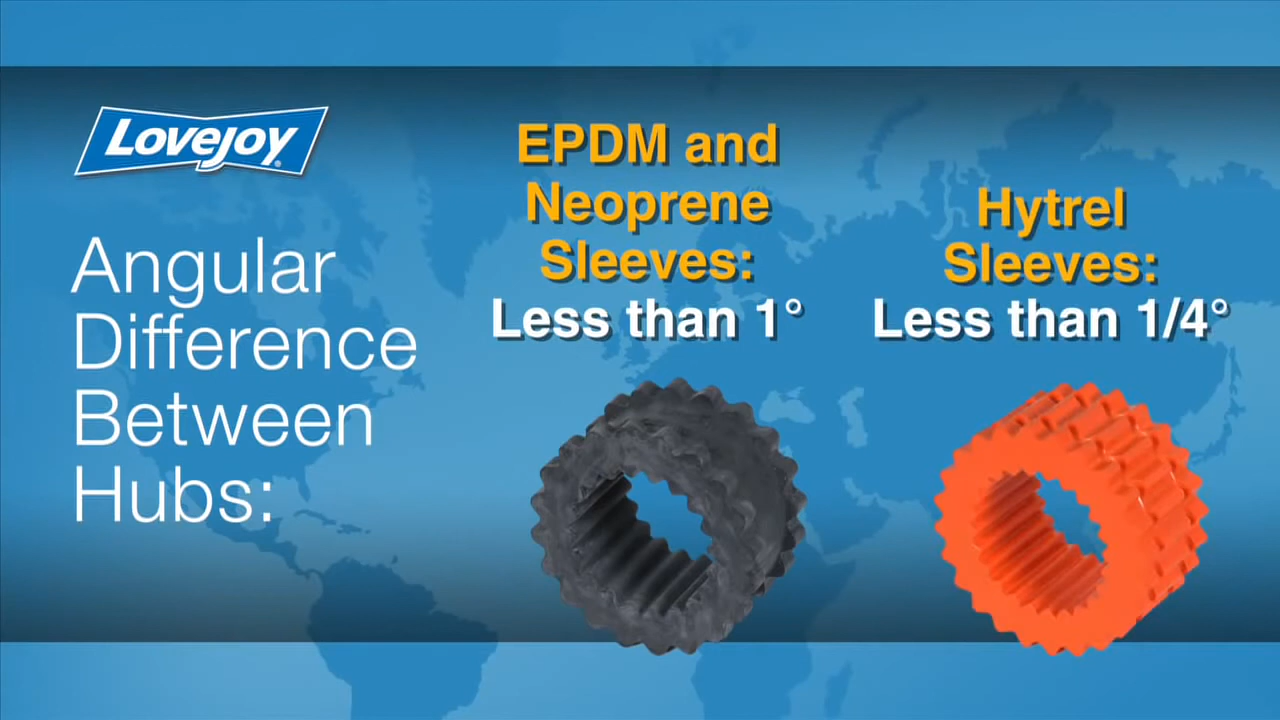 Lovejoy®
Angular
Difference
Between
Hubs:
EPDM and
Neoprene
Sleeves:
Less than 1°
Hytrel
Sleeves:
Less than 1/4°